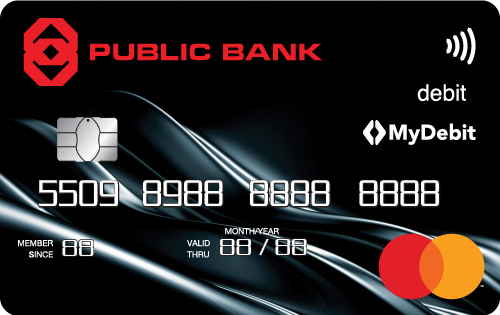 PUBLIC BANK
debit
MyDebit
5509 8988 8888 8888
MEMBER SINCE 88
MONTH/YEAR
VALID THRU 88 / 88